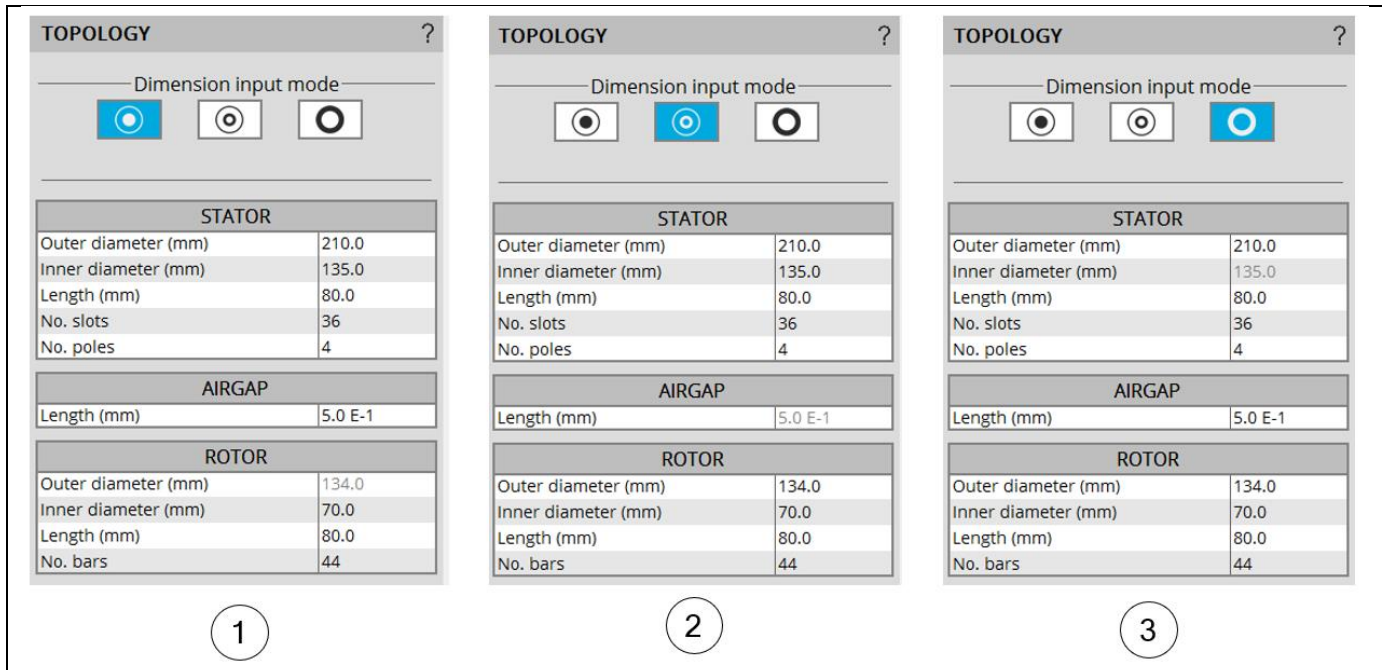 TOPOLOGY ?
Dimension input mode
STATOR
Outer diameter (mm) 210.0
Inner diameter (mm) 135.0
Length (mm) 80.0
No. slots 36
No. poles 4
AIRGAP
Length (mm) 5.0 E-1
ROTOR
Outer diameter (mm) 134.0
Inner diameter (mm) 70.0
Length (mm) 80.0
No. bars 44
1
TOPOLOGY ?
Dimension input mode
STATOR
Outer diameter (mm) 210.0
Inner diameter (mm) 135.0
Length (mm) 80.0
No. slots 36
No. poles 4
AIRGAP
Length (mm) 5.0 E-1
ROTOR
Outer diameter (mm) 134.0
Inner diameter (mm) 70.0
Length (mm) 80.0
No. bars 44
2
TOPOLOGY ?
Dimension input mode
STATOR
Outer diameter (mm) 210.0
Inner diameter (mm) 135.0
Length (mm) 80.0
No. slots 36
No. poles 4
AIRGAP
Length (mm) 5.0 E-1
ROTOR
Outer diameter (mm) 134.0
Inner diameter (mm) 70.0
Length (mm) 80.0
No. bars 44
3